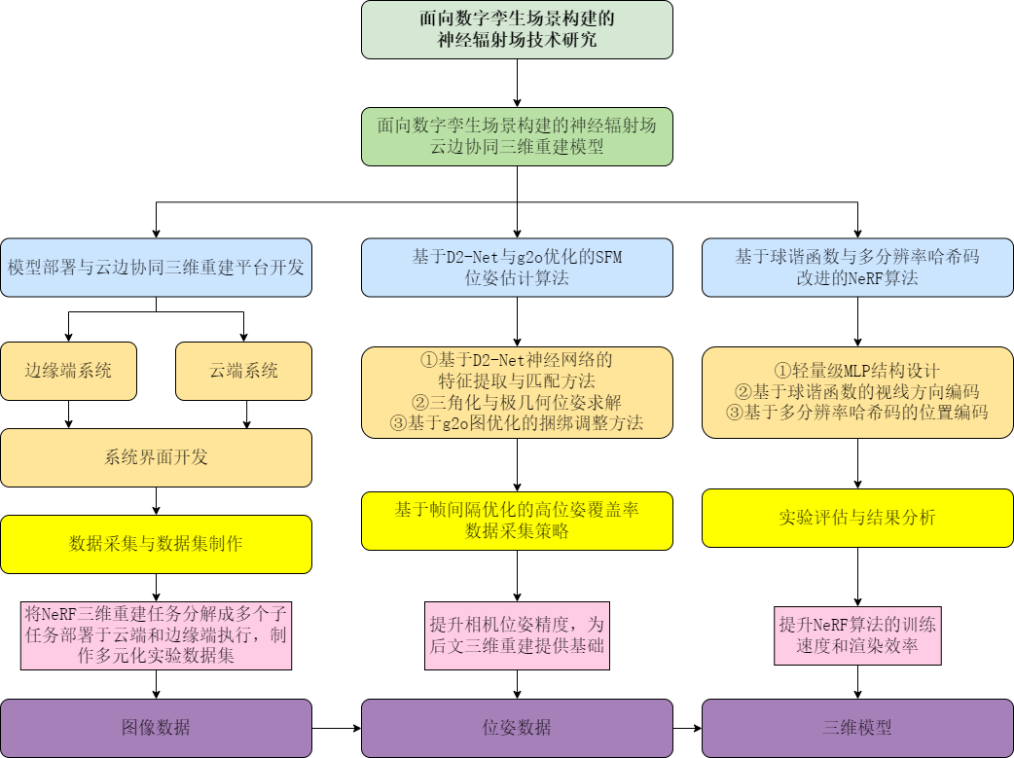 面向数字孪生场景构建的
神经辐射场技术研究
面向数字孪生场景构建的神经辐射场
云边协同三维重建模型
模型部署与云边协同三维重建平台开发
边缘端系统
云端系统
系统界面开发
数据采集与数据集制作
将NeRF三维重建任务分解成多个子
任务部署于云端和边缘端执行，制
作多元化实验数据集
图像数据
基于D2-Net与g2o优化的SFM
位姿估计算法
①基于D2-Net神经网络的
特征提取与匹配方法
②三角化与极几何位姿求解
③基于g2o图优化的捆绑调整方法
基于帧间隔优化的高位姿覆盖率
数据采集策略
提升相机位姿精度，为
后文三维重建提供基础
位姿数据
基于球谐函数与多分辨率哈希码
改进的NeRF算法
①轻量级MLP结构设计
②基于球谐函数的视线方向编码
③基于多分辨率哈希码的位置编码
实验评估与结果分析
提升NeRF算法的训练
速度和渲染效率
三维模型